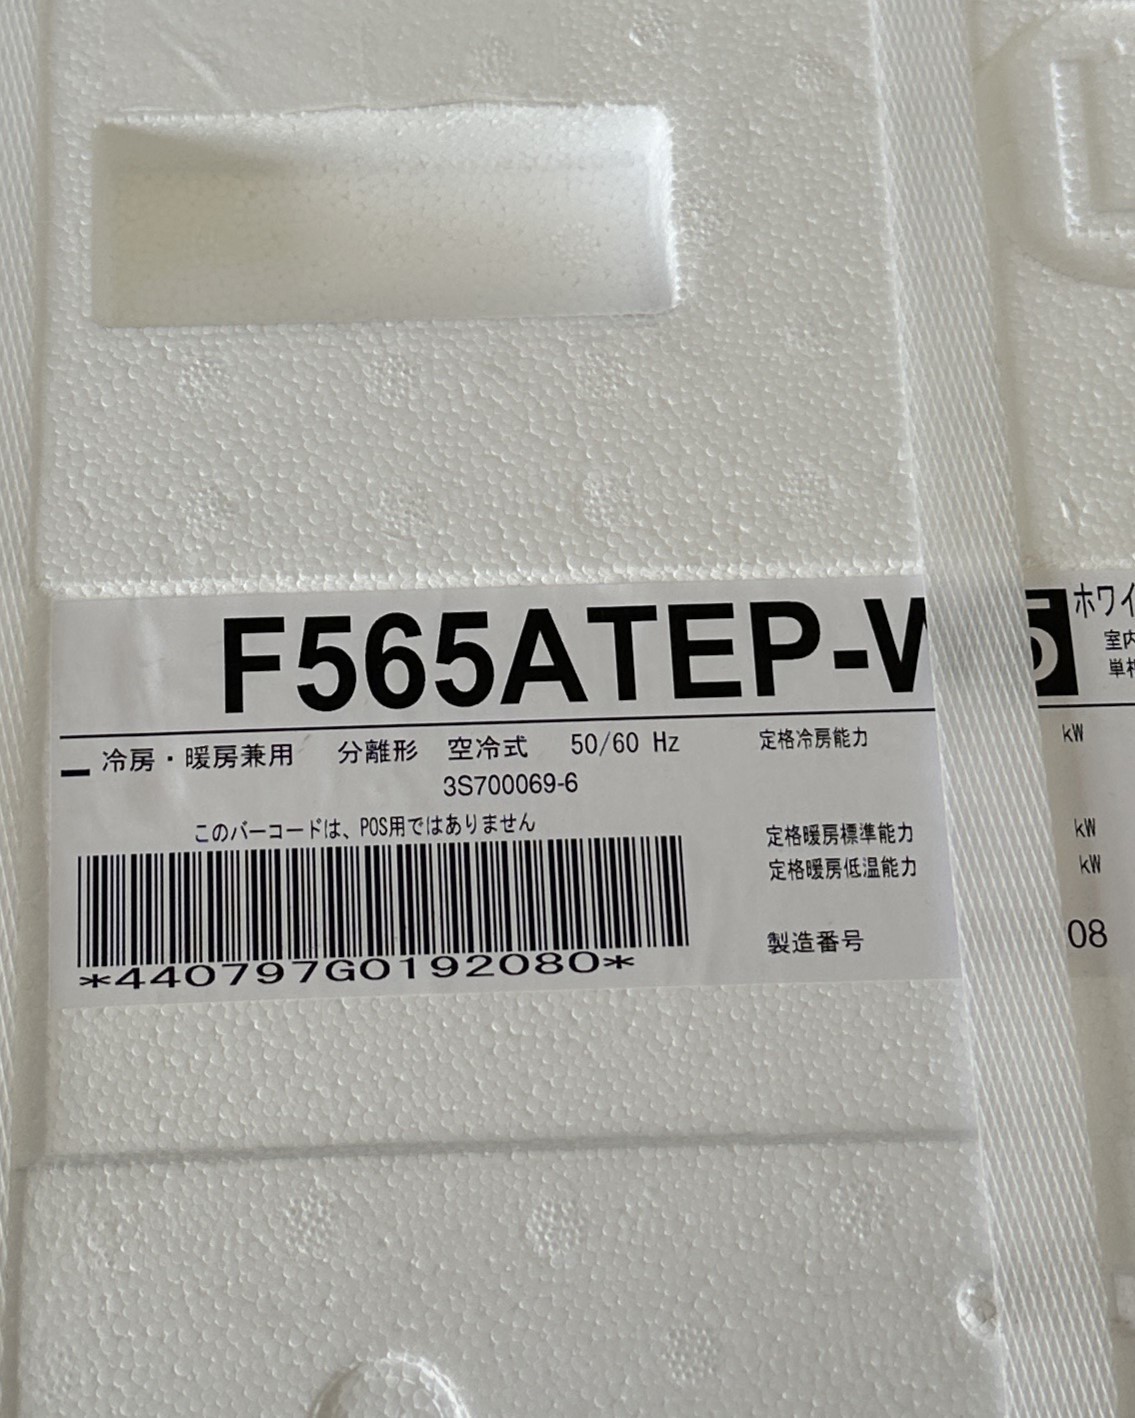 F565ATEP-W
5 ホワイ
室内
単相
冷房・暖房兼用 分離形 空冷式 50/60 Hz 定格冷房能力 kW
3S700069-6
このバーコードは、POS用ではありません
定格暖房標準能力 kW
定格暖房低温能力 kW
製造番号 08
*440797G0192080*